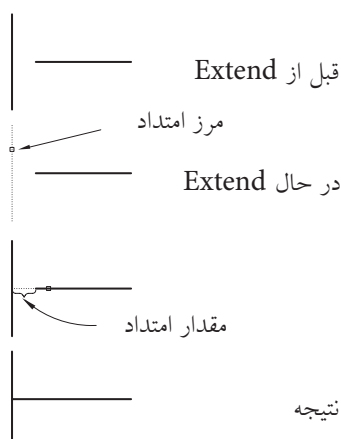 قبل از Extend
مرز امتداد
در حال Extend
مقدار امتداد
نتیجه